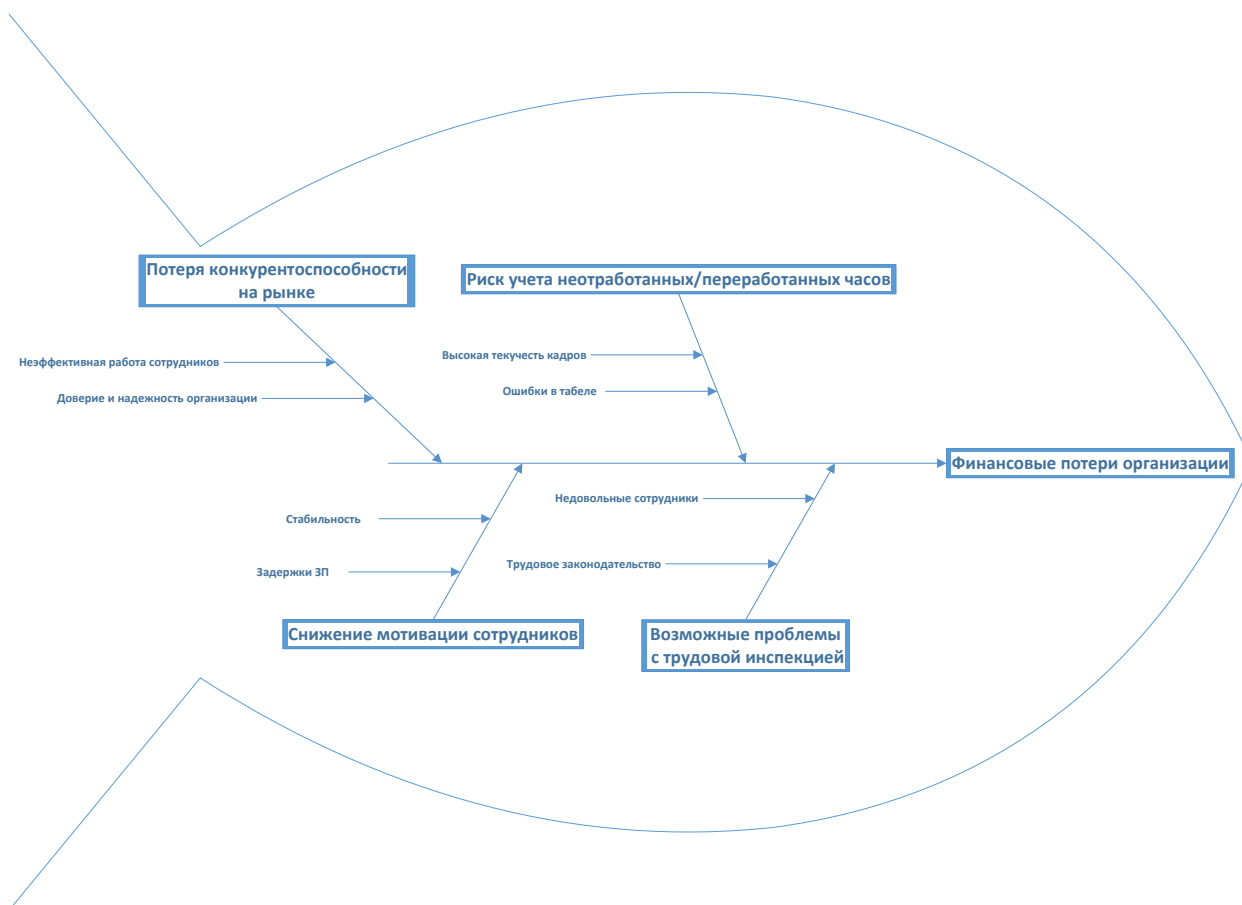 Потеря конкурентоспособности
на рынке
Риск учета неотработанных/переработанных часов
Неэффективная работа сотрудников
Доверие и надежность организации
Высокая текучесть кадров
Ошибки в табеле
Финансовые потери организации
Стабильность
Задержки ЗП
Недовольные сотрудники
Трудовое законодательство
Снижение мотивации сотрудников
Возможные проблемы
с трудовой инспекцией